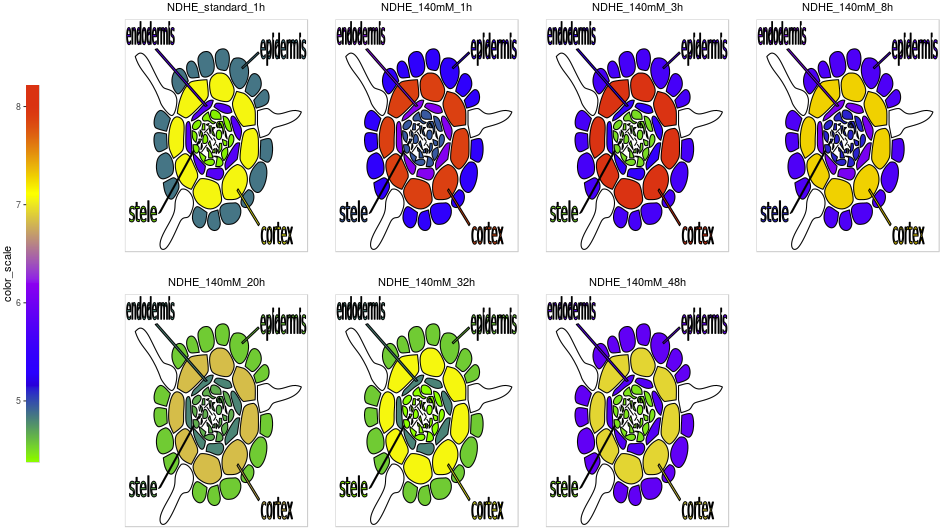 NDHE_standard_1h
NDHE_140mM_1h
NDHE_140mM_3h
NDHE_140mM_8h
endodermis
epidermis
stele
cortex
endodermis
epidermis
stele
cortex
endodermis
epidermis
stele
cortex
endodermis
epidermis
stele
cortex
color_scale
8
7
6
5
NDHE_140mM_20h
NDHE_140mM_32h
NDHE_140mM_48h
endodermis
epidermis
stele
cortex
endodermis
epidermis
stele
cortex
endodermis
epidermis
stele
cortex